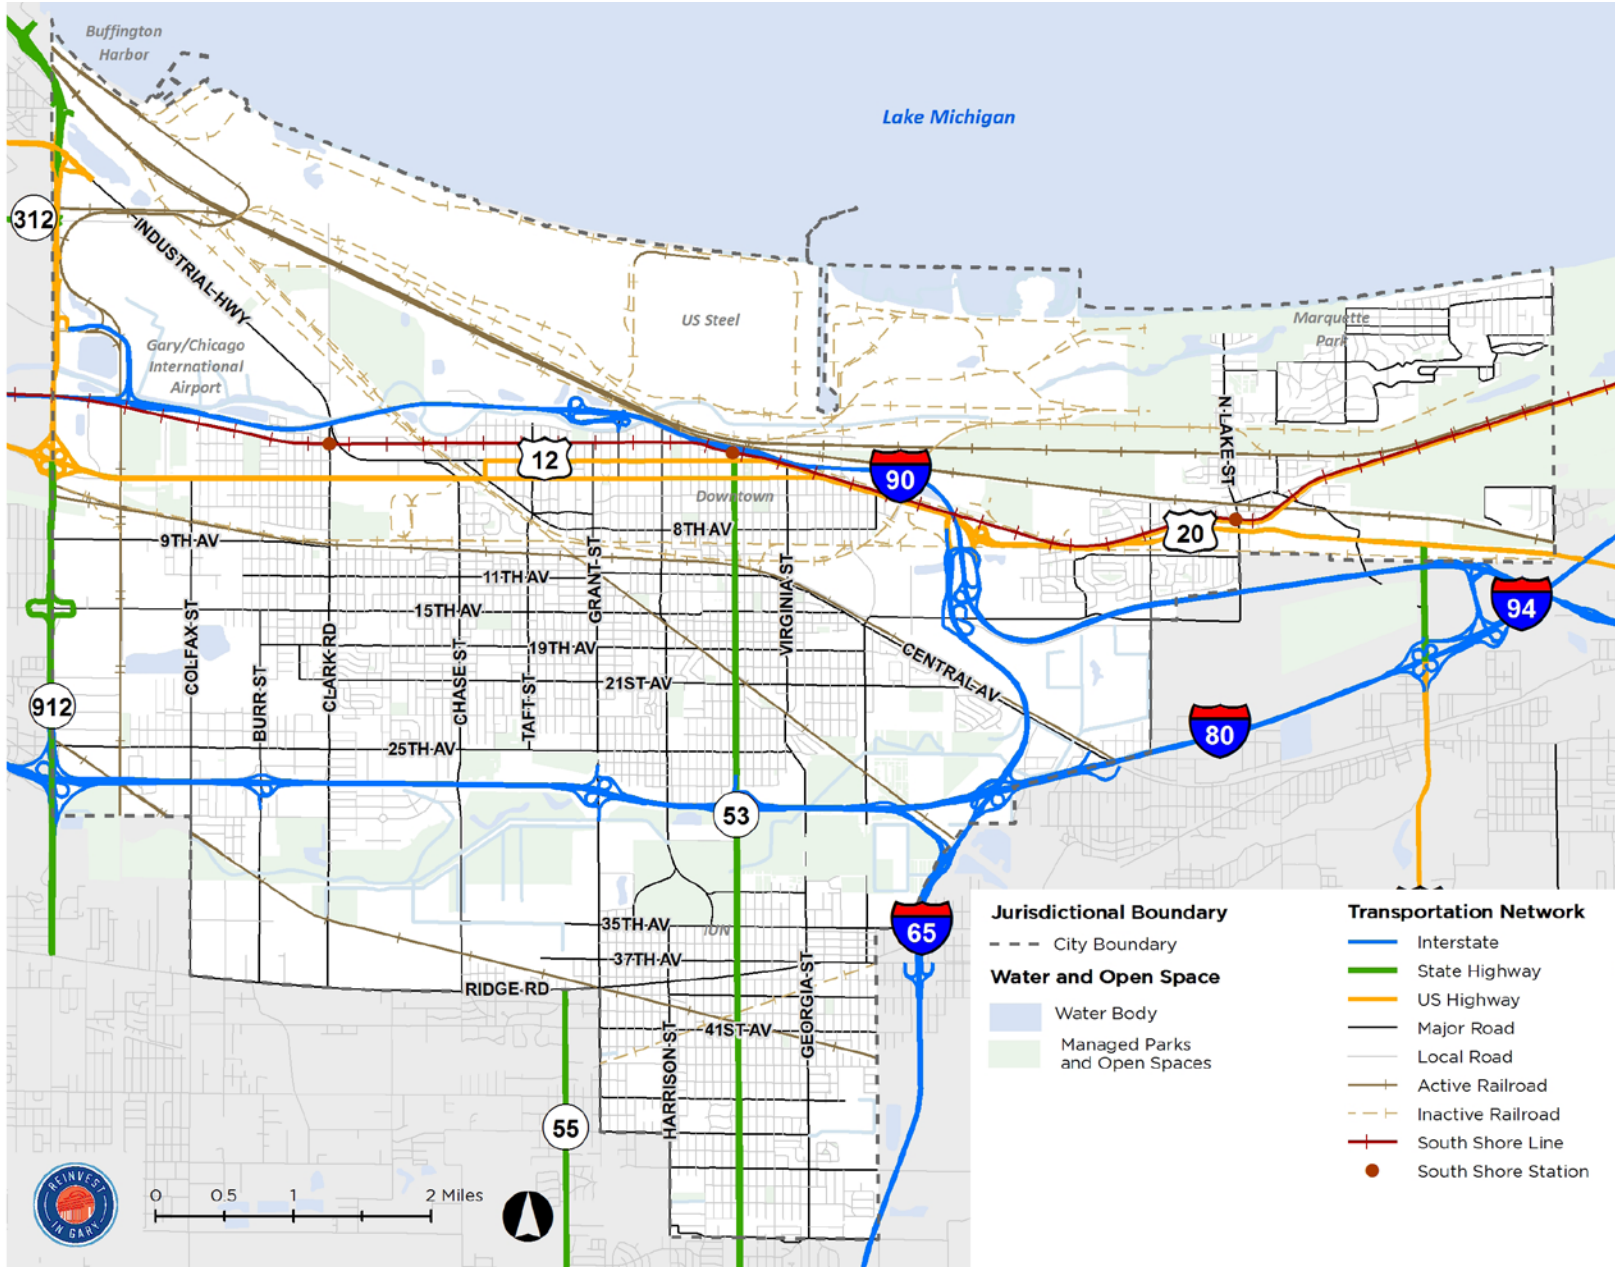 Buffington
Harbor
Lake Michigan
312
INDUSTRIAL HWY
US Steel
Marquette
Park
Gary/Chicago
International
Airport
N LAKE ST
12
90
Downtown
20
8TH AV
9TH AV
GRANT ST
11TH AV
VIRGINIA ST
94
15TH AV
COLFAX ST
CLARK RD
19TH AV
CENTRAL AV
BURR ST
CHASE ST
TAFT ST
21ST AV
912
80
25TH AV
53
65
35TH AV
IUN
37TH AV
GEORGIA ST
RIDGE RD
HARRISON ST
41ST AV
55
Jurisdictional Boundary
City Boundary
Water and Open Space
Water Body
Managed Parks
and Open Spaces
Transportation Network
Interstate
State Highway
US Highway
Major Road
Local Road
Active Railroad
Inactive Railroad
South Shore Line
South Shore Station
REINVEST
IN GARY
0 0.5 1 2 Miles